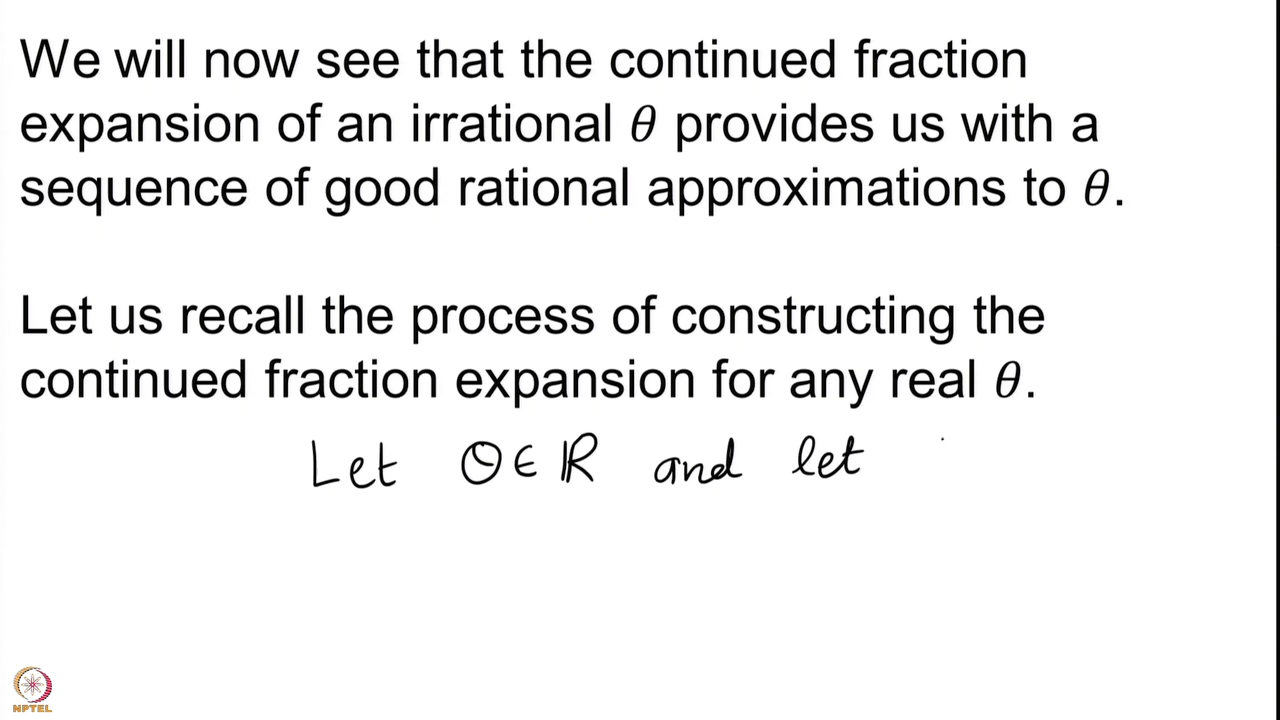 We will now see that the continued fraction
expansion of an irrational θ provides us with a
sequence of good rational approximations to θ.
Let us recall the process of constructing the
continued fraction expansion for any real θ.
Let θ ∈ ℝ and let
NPTEL